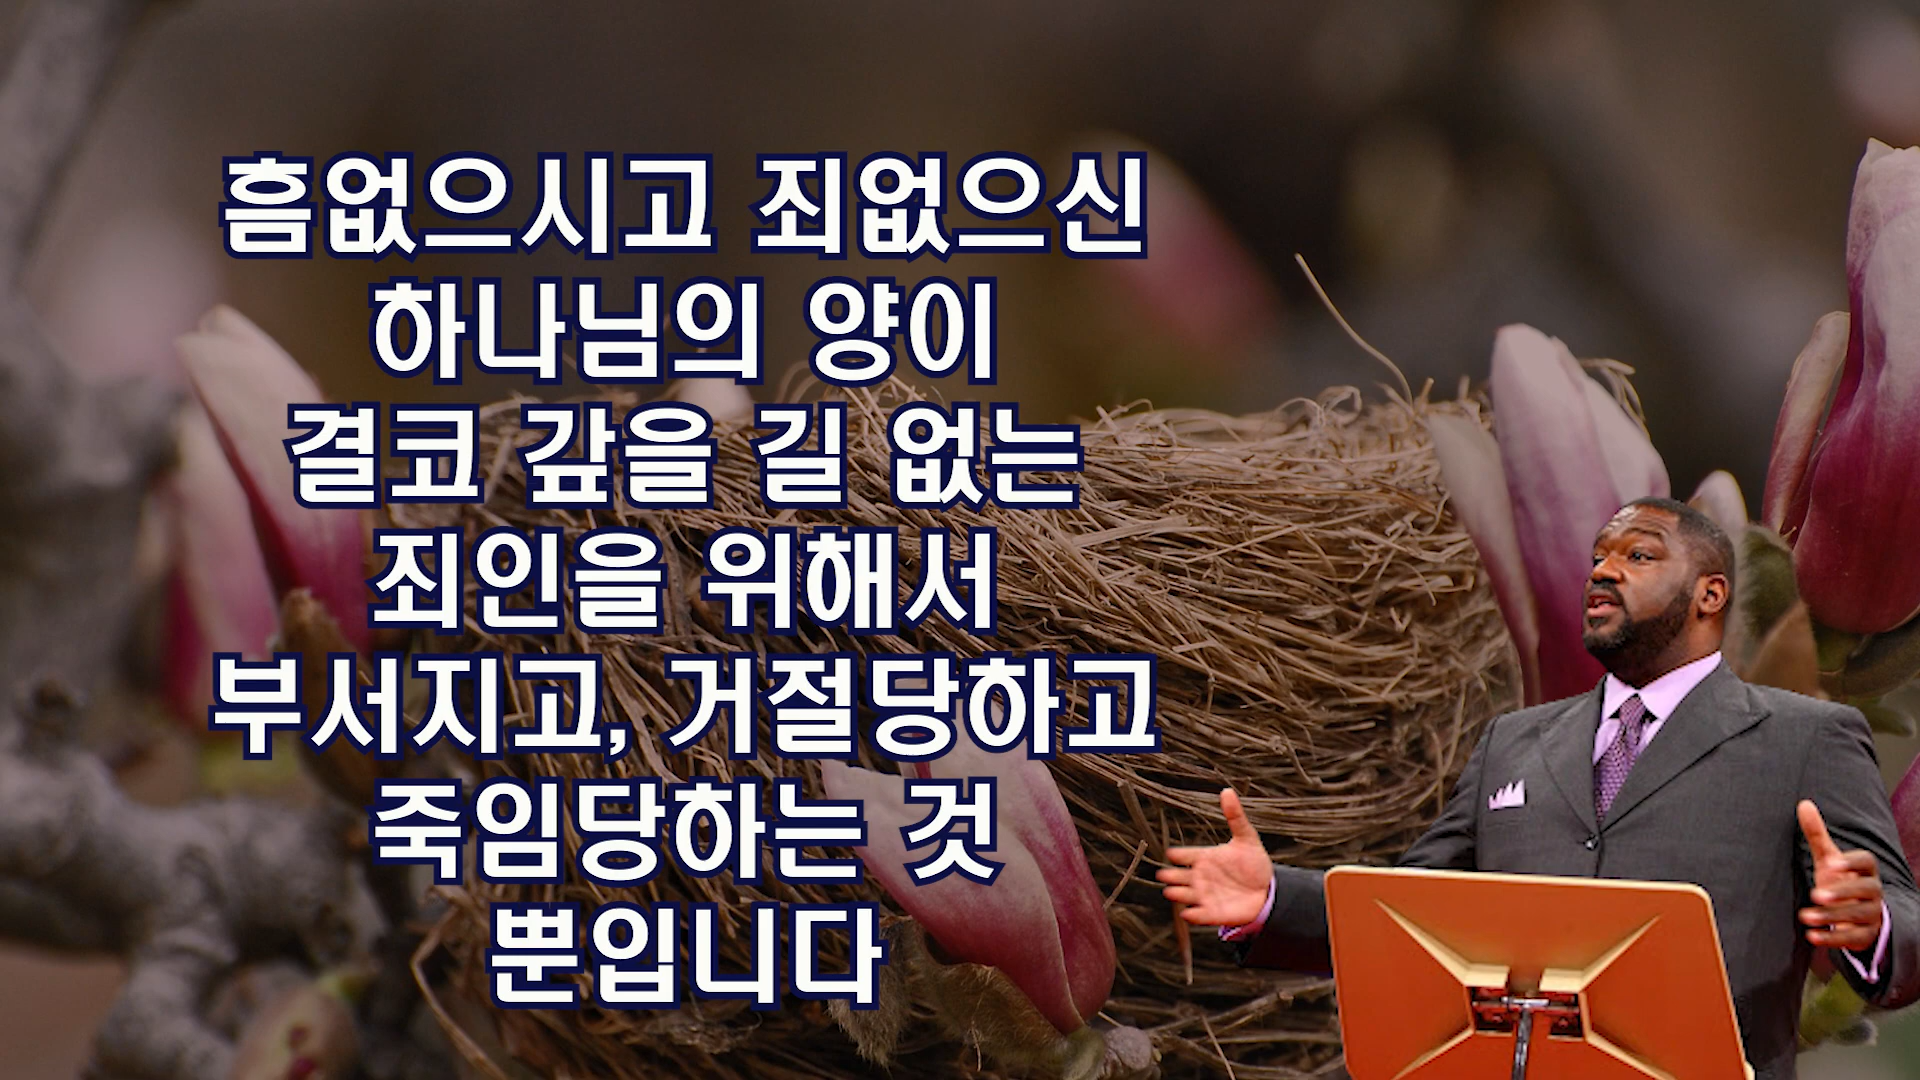 흠없으시고 죄없으신
하나님의 양이
결코 갚을 길 없는
죄인을 위해서
부서지고, 거절당하고
죽임당하는 것
뿐입니다